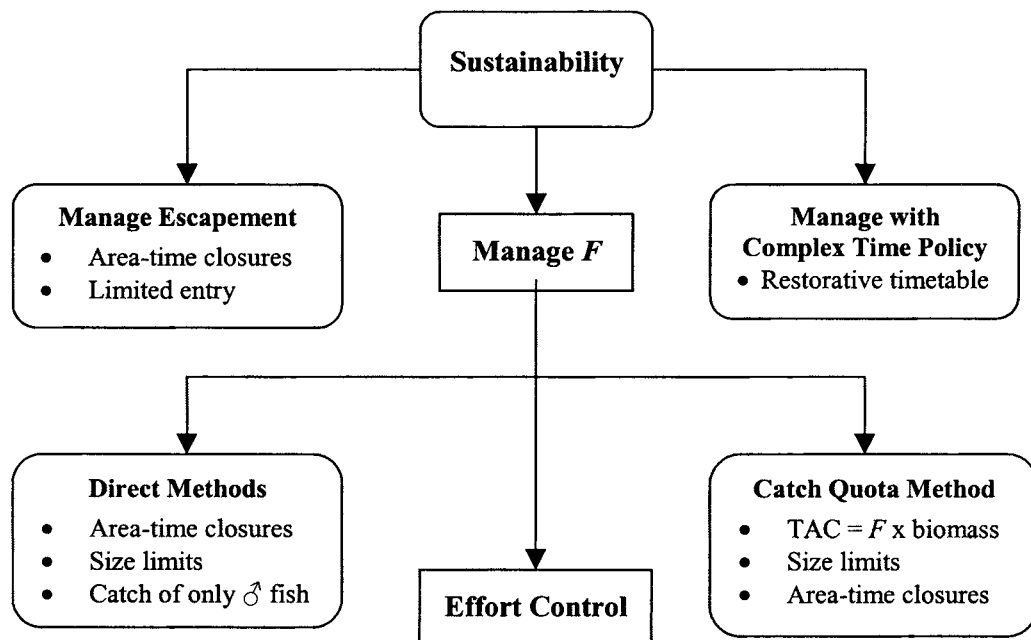 Sustainability
Manage Escapement
• Area-time closures
• Limited entry
Manage F
Manage with
Complex Time Policy
• Restorative timetable
Direct Methods
• Area-time closures
• Size limits
• Catch of only ♂ fish
Effort Control
Catch Quota Method
• TAC = F x biomass
• Size limits
• Area-time closures